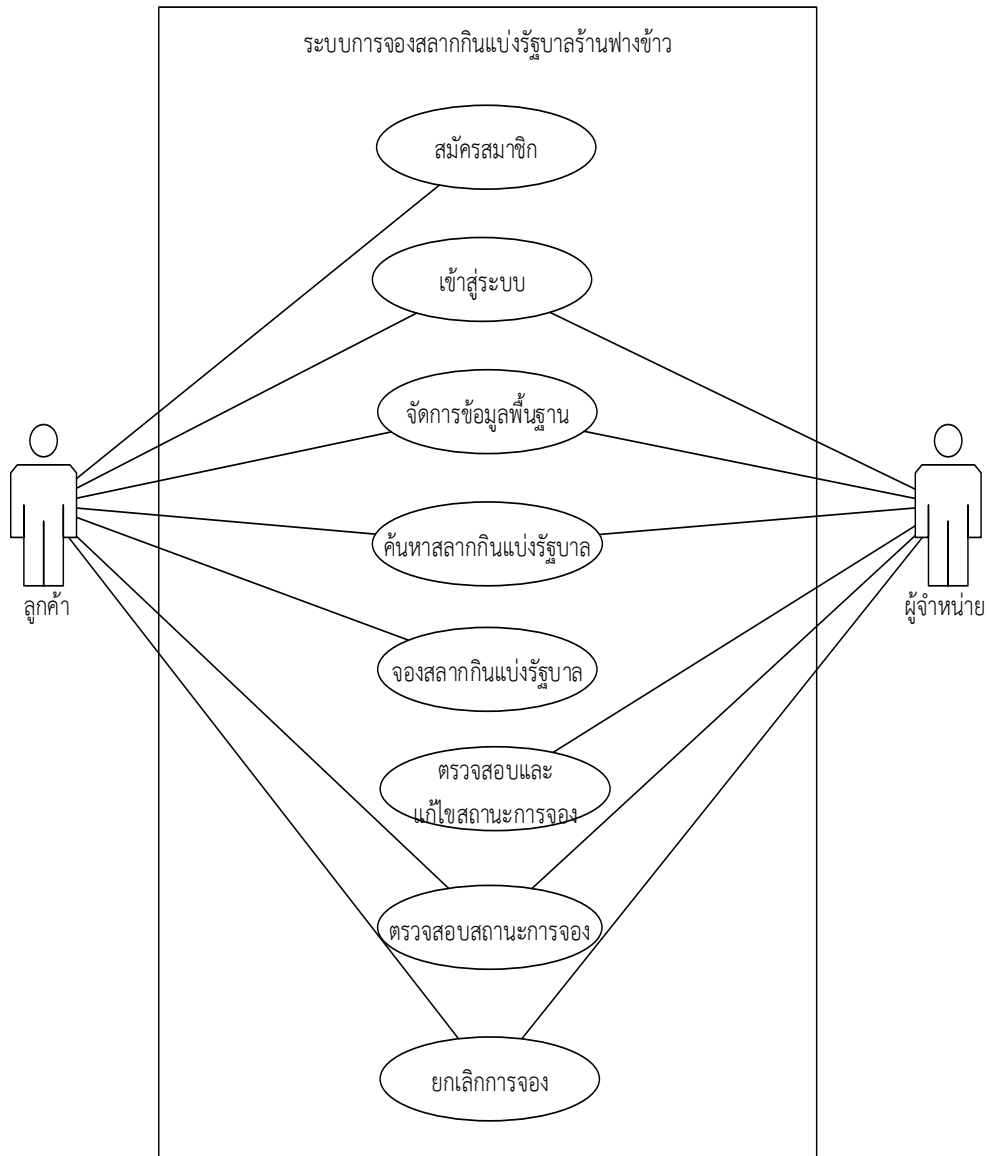 ระบบการจองสลากกินแบ่งรัฐบาลร้านฟางข้าว
สมัครสมาชิก
เข้าสู่ระบบ
จัดการข้อมูลพื้นฐาน
ค้นหาสลากกินแบ่งรัฐบาล
ลูกค้า
ผู้จำหน่าย
จองสลากกินแบ่งรัฐบาล
ตรวจสอบและ
แก้ไขสถานะการจอง
ตรวจสอบสถานะการจอง
ยกเลิกการจอง